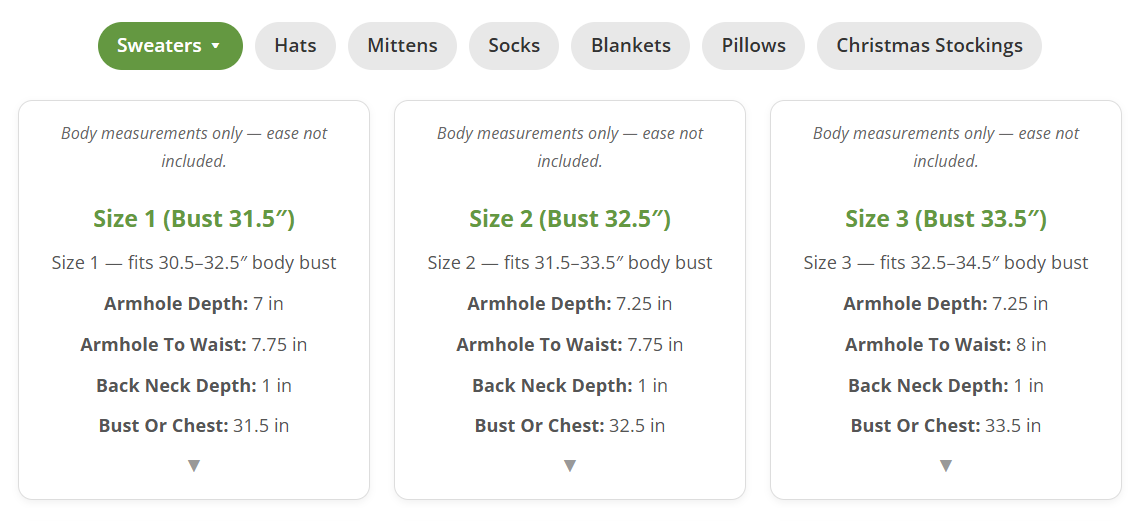 Sweaters
Hats
Mittens
Socks
Blankets
Pillows
Christmas Stockings
Body measurements only — ease not
included.
Size 1 (Bust 31.5″)
Size 1 — fits 30.5–32.5″ body bust
Armhole Depth: 7 in
Armhole To Waist: 7.75 in
Back Neck Depth: 1 in
Bust Or Chest: 31.5 in
Body measurements only — ease not
included.
Size 2 (Bust 32.5″)
Size 2 — fits 31.5–33.5″ body bust
Armhole Depth: 7.25 in
Armhole To Waist: 7.75 in
Back Neck Depth: 1 in
Bust Or Chest: 32.5 in
Body measurements only — ease not
included.
Size 3 (Bust 33.5″)
Size 3 — fits 32.5–34.5″ body bust
Armhole Depth: 7.25 in
Armhole To Waist: 8 in
Back Neck Depth: 1 in
Bust Or Chest: 33.5 in